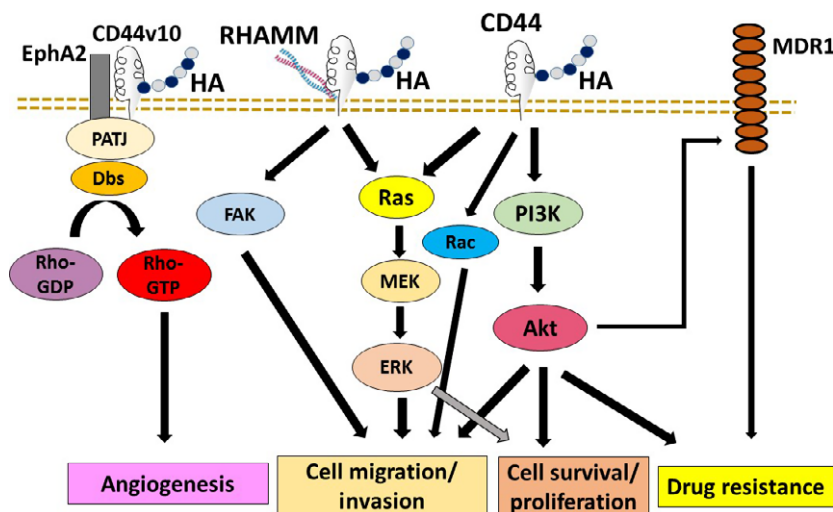 EphA2
CD44v10
HA
RHAMM
HA
CD44
HA
MDR1
PATJ
Dbs
Rho-
GDP
Rho-
GTP
FAK
Ras
MEK
ERK
Rac
PI3K
Akt
Angiogenesis
Cell migration/
invasion
Cell survival/
proliferation
Drug resistance